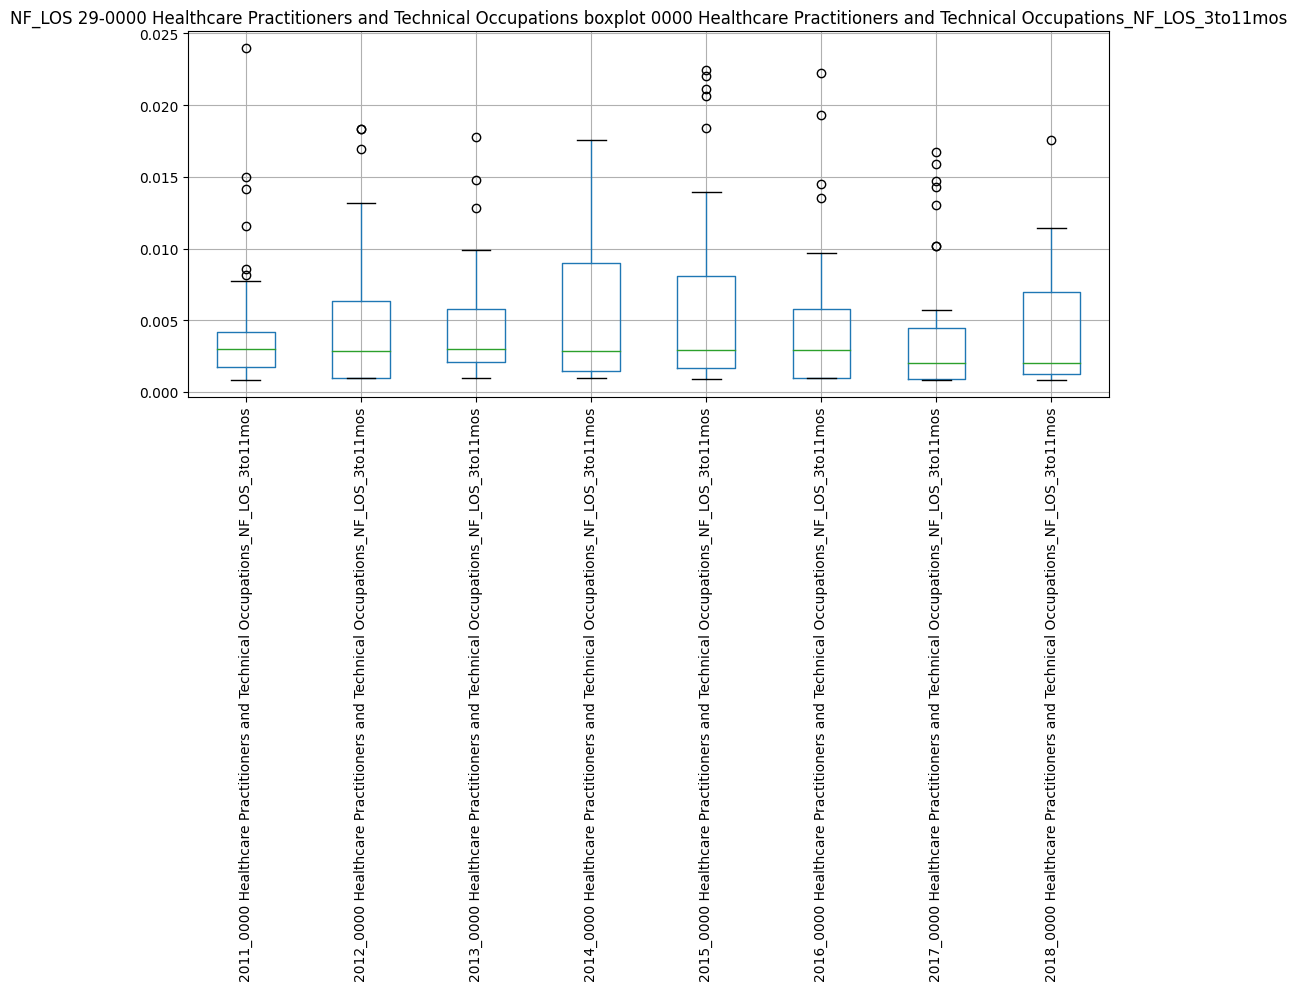 NF_LOS 29-0000 Healthcare Practitioners and Technical Occupations boxplot 0000 Healthcare Practitioners and Technical Occupations_NF_LOS_3to11mos
0.025
0.020
0.015
0.010
0.005
0.000
2011_0000 Healthcare Practitioners and Technical Occupations_NF_LOS_3to11mos
2012_0000 Healthcare Practitioners and Technical Occupations_NF_LOS_3to11mos
2013_0000 Healthcare Practitioners and Technical Occupations_NF_LOS_3to11mos
2014_0000 Healthcare Practitioners and Technical Occupations_NF_LOS_3to11mos
2015_0000 Healthcare Practitioners and Technical Occupations_NF_LOS_3to11mos
2016_0000 Healthcare Practitioners and Technical Occupations_NF_LOS_3to11mos
2017_0000 Healthcare Practitioners and Technical Occupations_NF_LOS_3to11mos
2018_0000 Healthcare Practitioners and Technical Occupations_NF_LOS_3to11mos